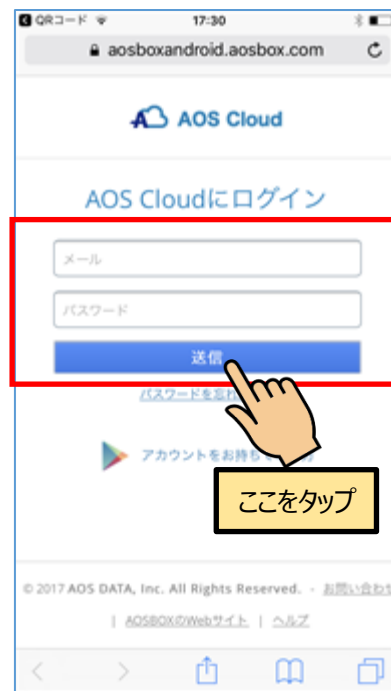 QRコード 17:30
aosboxandroid.aosbox.com
AOS Cloud
AOS Cloudにログイン
メール
パスワード
送信
パスワードを忘れ
アカウントをお持ち
ここをタップ
© 2017 AOS DATA, Inc. All Rights Reserved. - お問い合わせ
| AOSBOXのWebサイト | ヘルプ